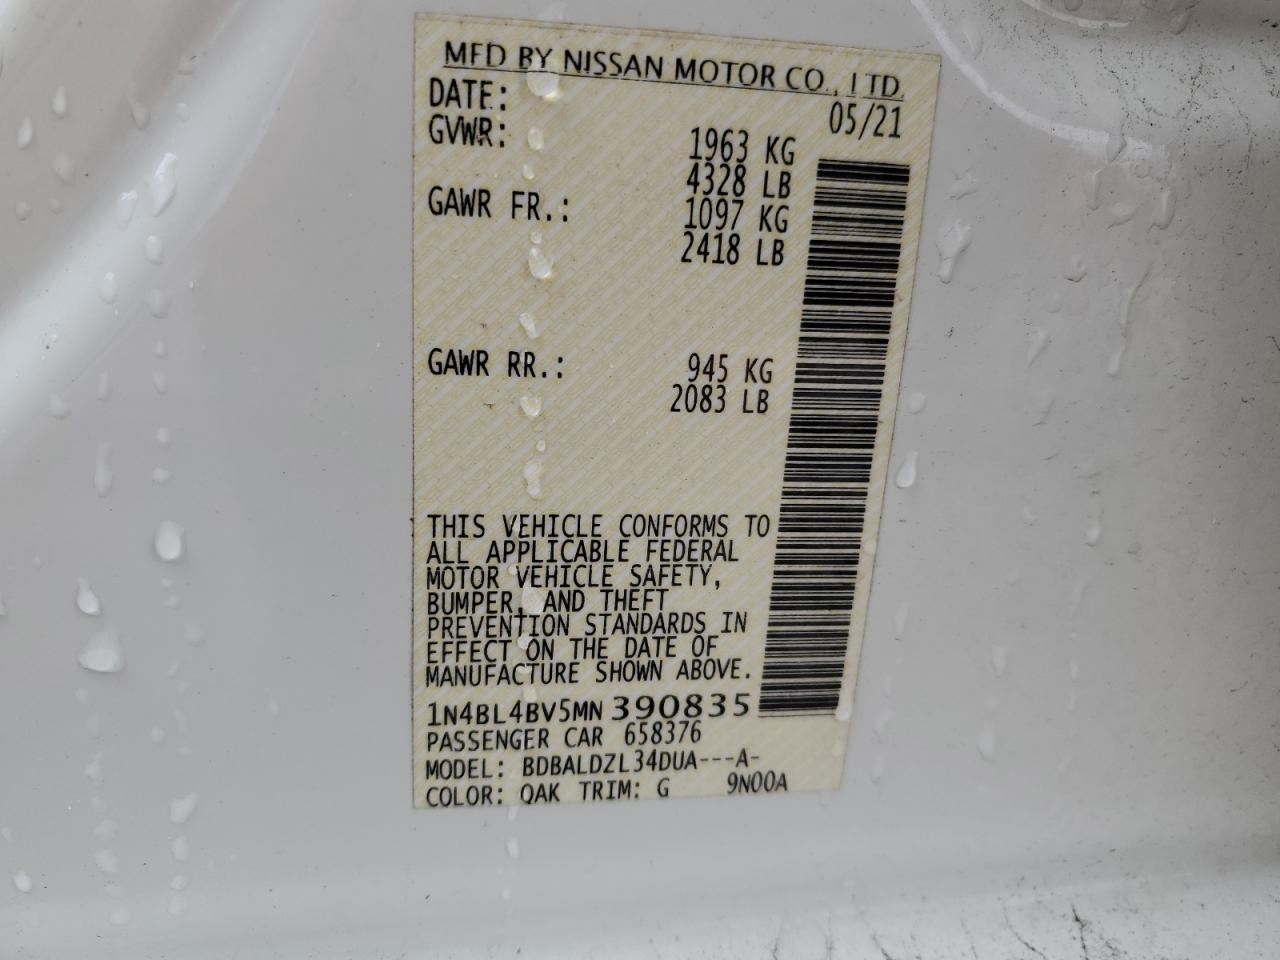 MFD BY NISSAN MOTOR CO., LTD.
DATE: 05/21
GVWR: 1963 KG
4328 LB
GAWR FR.: 1097 KG
2418 LB
GAWR RR.: 945 KG
2083 LB
THIS VEHICLE CONFORMS TO
ALL APPLICABLE FEDERAL
MOTOR VEHICLE SAFETY,
BUMPER, AND THEFT
PREVENTION STANDARDS IN
EFFECT ON THE DATE OF
MANUFACTURE SHOWN ABOVE.
1N4BL4BV5MN390835
PASSENGER CAR 658376
MODEL: BDBALDZL34DUA---A-
COLOR: QAK TRIM: G 9N00A